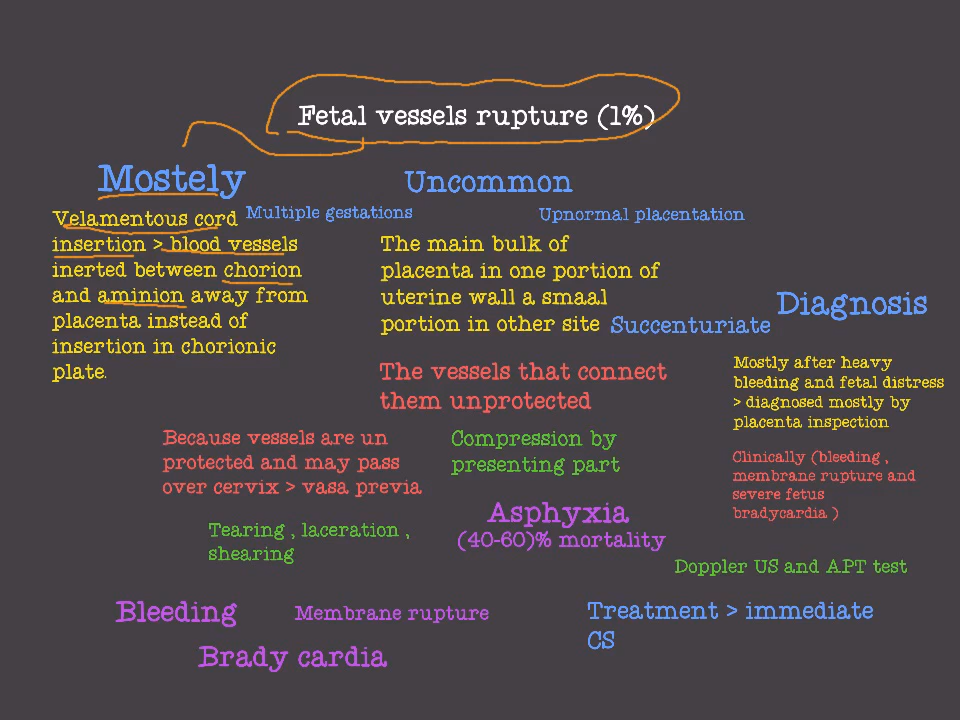 Fetal vessels rupture (1%)
Mostely
Uncommon
Velamentous cord
insertion > blood vessels
inerted between chorion
and aminion away from
placenta instead of
insertion in chorionic
plate.
Multiple gestations
Upnormal placentation
The main bulk of
placenta in one portion of
uterine wall a smaal
portion in other site
Succenturiate
The vessels that connect
them unprotected
Because vessels are un
protected and may pass
over cervix > vasa previa
Compression by
presenting part
Tearing , laceration ,
shearing
Asphyxia
(40-60)% mortality
Bleeding
Membrane rupture
Brady cardia
Diagnosis
Mostly after heavy
bleeding and fetal distress
> diagnosed mostly by
placenta inspection
Clinically (bleeding ,
membrane rupture and
severe fetus
bradycardia )
Doppler US and APT test
Treatment > immediate
CS